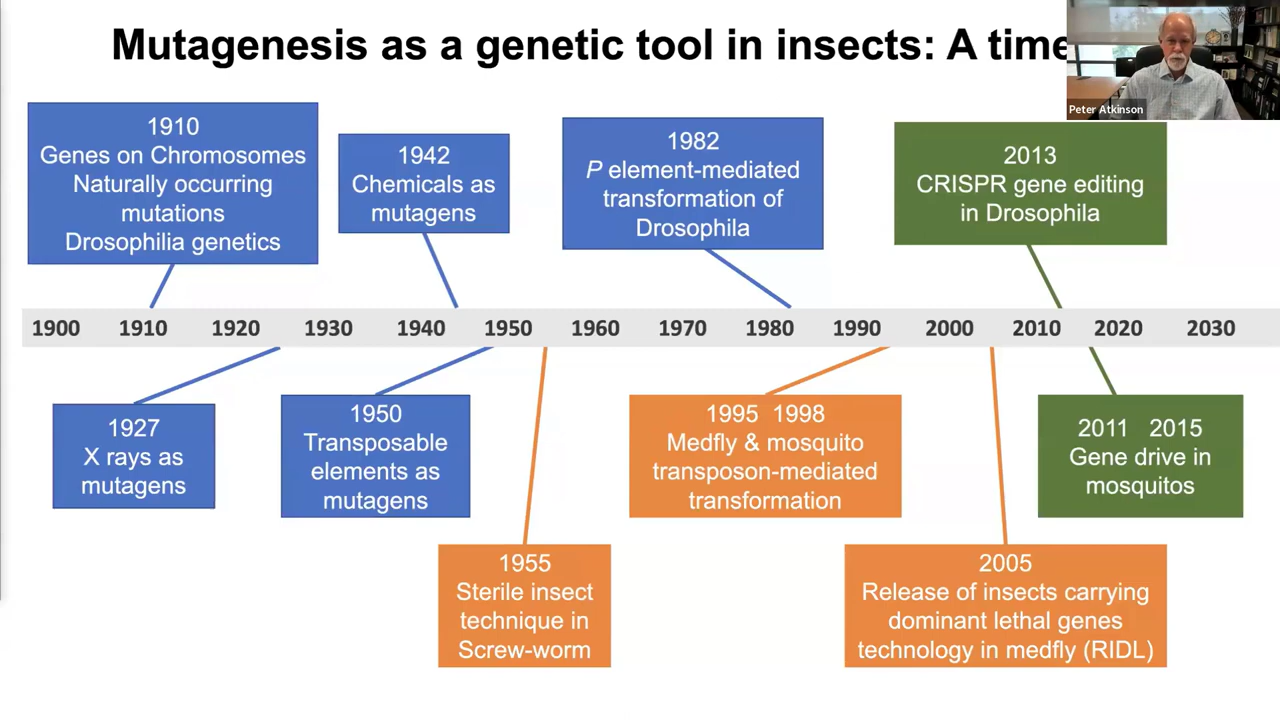 Mutagenesis as a genetic tool in insects: A time
Peter Atkinson
1910
Genes on Chromosomes
Naturally occurring
mutations
Drosophilia genetics
1942
Chemicals as
mutagens
1982
P element-mediated
transformation of
Drosophila
2013
CRISPR gene editing
in Drosophila
1900 1910 1920 1930 1940 1950 1960 1970 1980 1990 2000 2010 2020 2030
1927
X rays as
mutagens
1950
Transposable
elements as
mutagens
1995 1998
Medfly & mosquito
transposon-mediated
transformation
2011 2015
Gene drive in
mosquitos
1955
Sterile insect
technique in
Screw-worm
2005
Release of insects carrying
dominant lethal genes
technology in medfly (RIDL)